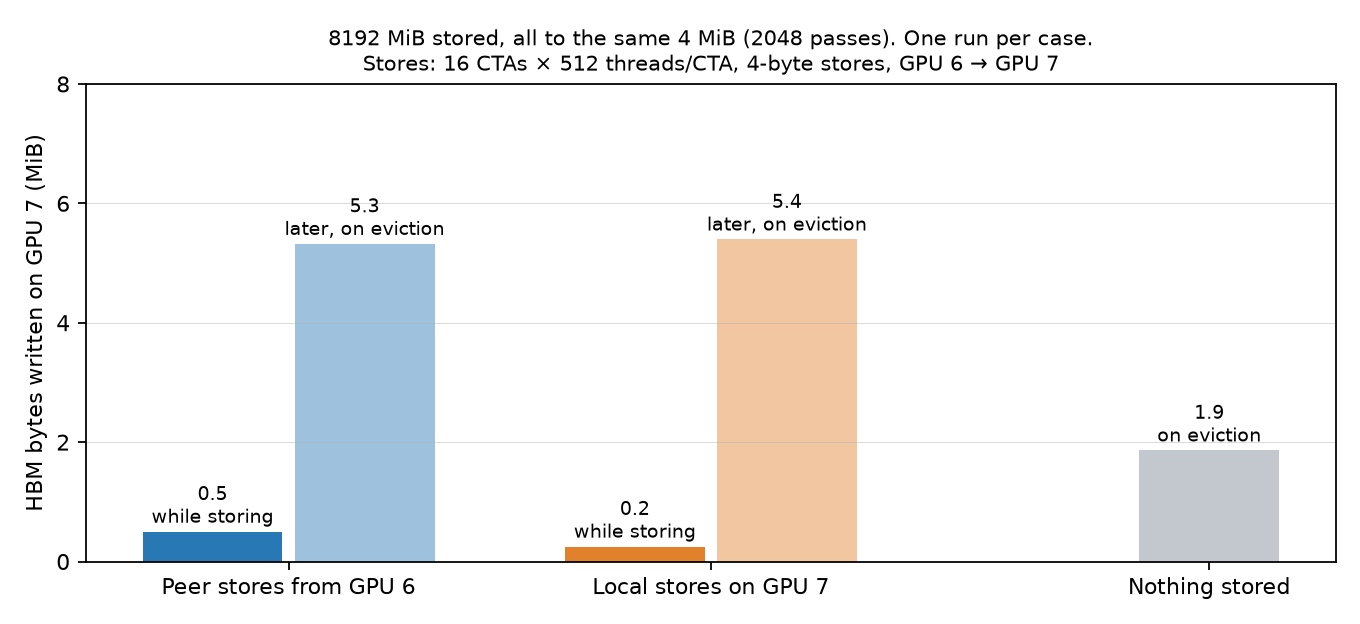 8192 MiB stored, all to the same 4 MiB (2048 passes). One run per case.
Stores: 16 CTAs × 512 threads/CTA, 4-byte stores, GPU 6 → GPU 7
HBM bytes written on GPU 7 (MiB)
8
6
4
2
0
0.5
while storing
5.3
later, on eviction
0.2
while storing
5.4
later, on eviction
1.9
on eviction
Peer stores from GPU 6
Local stores on GPU 7
Nothing stored